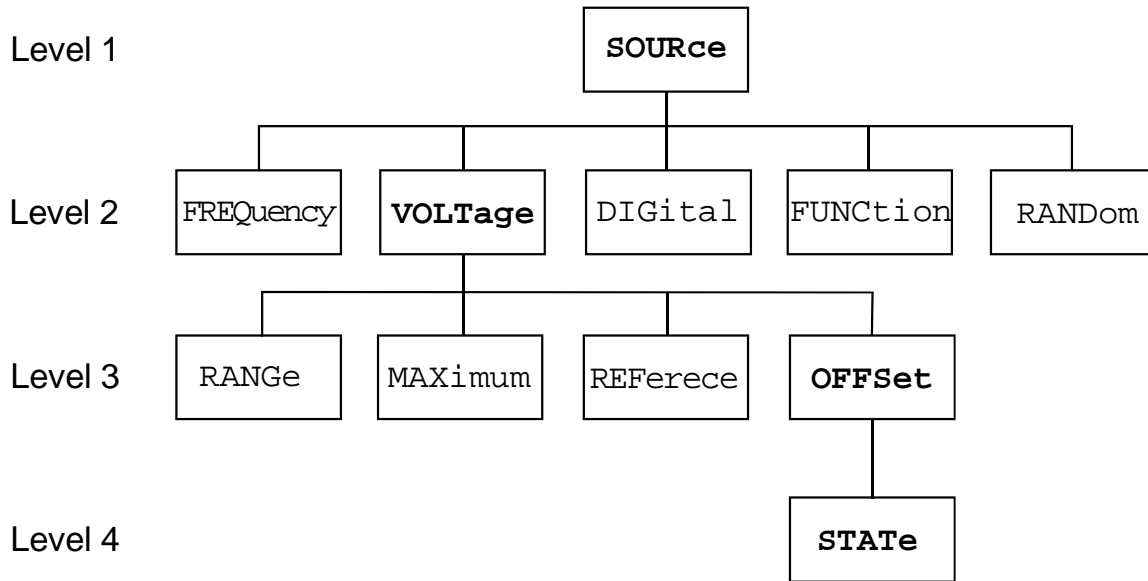 Level 1
SOURce
Level 2
FREQuency
VOLTage
DIGital
FUNCtion
RANDom
Level 3
RANGe
MAXimum
REFerece
OFFSet
Level 4
STATe